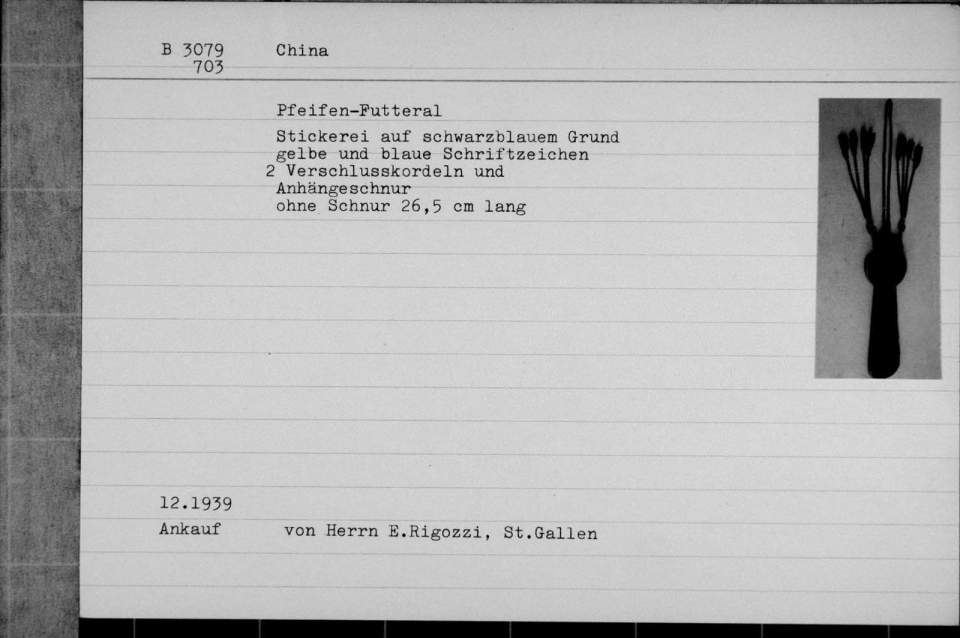 B 3079 China
703
Pfeifen-Futteral
Stickerei auf schwarzblauem Grund
gelbe und blaue Schriftzeichen
2 Verschlusskordeln und
Anhängeschnur
ohne Schnur 26,5 cm lang
12.1939
Ankauf von Herrn E.Rigozzi, St.Gallen